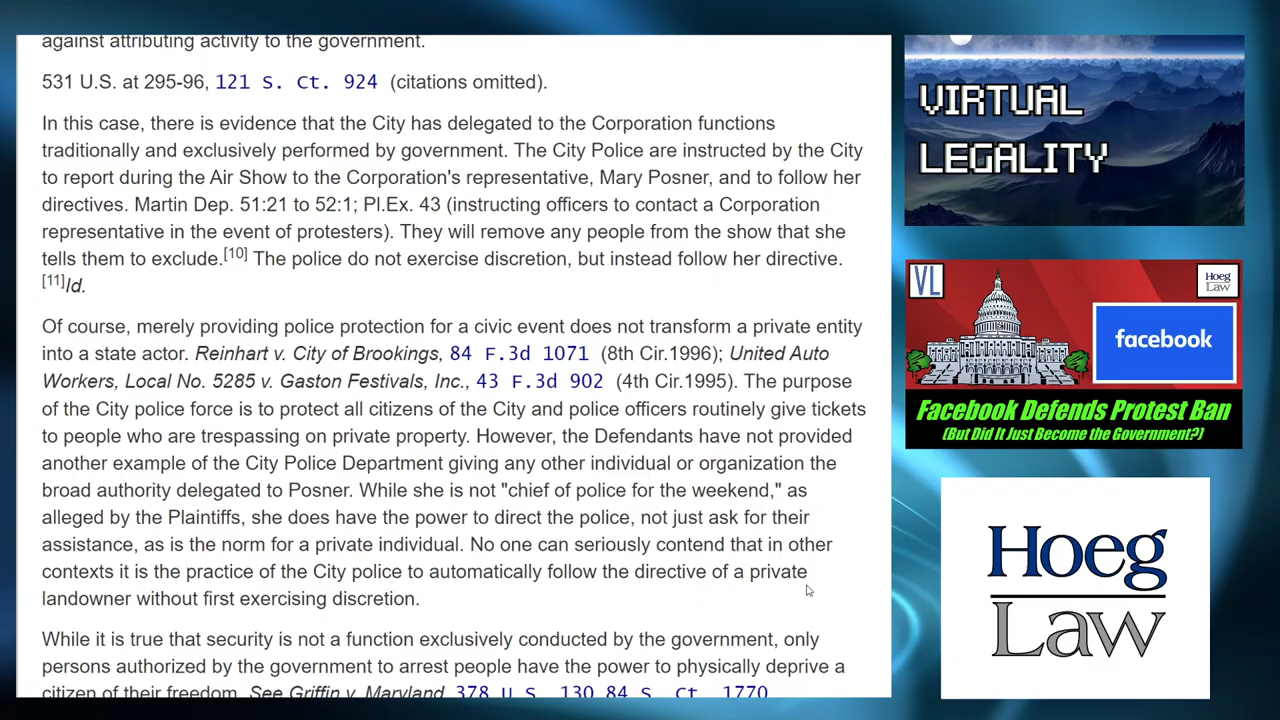 against attributing activity to the government.
531 U.S. at 295-96, 121 S. Ct. 924 (citations omitted).
In this case, there is evidence that the City has delegated to the Corporation functions
traditionally and exclusively performed by government. The City Police are instructed by the City
to report during the Air Show to the Corporation's representative, Mary Posner, and to follow her
directives. Martin Dep. 51:21 to 52:1; Pl.Ex. 43 (instructing officers to contact a Corporation
representative in the event of protesters). They will remove any people from the show that she
tells them to exclude.[10] The police do not exercise discretion, but instead follow her directive.
[11]Id.
Of course, merely providing police protection for a civic event does not transform a private entity
into a state actor. Reinhart v. City of Brookings, 84 F.3d 1071 (8th Cir.1996); United Auto
Workers, Local No. 5285 v. Gaston Festivals, Inc., 43 F.3d 902 (4th Cir.1995). The purpose
of the City police force is to protect all citizens of the City and police officers routinely give tickets
to people who are trespassing on private property. However, the Defendants have not provided
another example of the City Police Department giving any other individual or organization the
broad authority delegated to Posner. While she is not "chief of police for the weekend," as
alleged by the Plaintiffs, she does have the power to direct the police, not just ask for their
assistance, as is the norm for a private individual. No one can seriously contend that in other
contexts it is the practice of the City police to automatically follow the directive of a private
landowner without first exercising discretion.
While it is true that security is not a function exclusively conducted by the government, only
persons authorized by the government to arrest people have the power to physically deprive a
citizen of their freedom. See Griffin v. Maryland, 378 U.S. 130, 84 S. Ct. 1770
VIRTUAL
LEGALITY
VL
Hoeg
Law
facebook
Facebook Defends Protest Ban
(But Did It Just Become the Government?)
Hoeg
Law